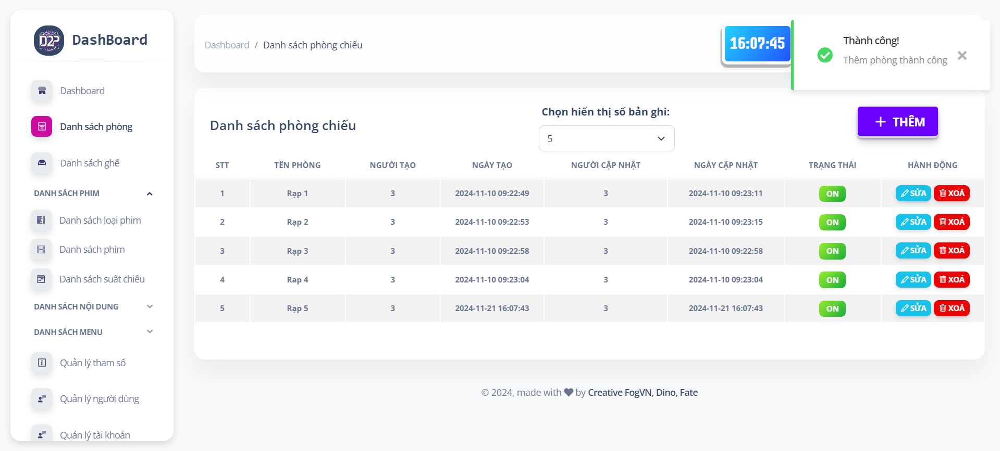 D2P
DashBoard
Dashboard
Danh sách phòng
Danh sách ghế
DANH SÁCH PHIM
Danh sách loại phim
Danh sách phim
Danh sách suất chiếu
DANH SÁCH NỘI DUNG
DANH SÁCH MENU
Quản lý tham số
Quản lý người dùng
Quản lý tài khoản
Dashboard / Danh sách phòng chiếu
16:07:45
Thành công!
Thêm phòng thành công
Danh sách phòng chiếu
Chọn hiển thị số bản ghi:
5
+ THÊM
STT TÊN PHÒNG NGƯỜI TẠO NGÀY TẠO NGƯỜI CẬP NHẬT NGÀY CẬP NHẬT TRẠNG THÁI HÀNH ĐỘNG
1 Rạp 1 3 2024-11-10 09:22:49 3 2024-11-10 09:23:11 ON SỬA XOÁ
2 Rạp 2 3 2024-11-10 09:22:53 3 2024-11-10 09:23:15 ON SỬA XOÁ
3 Rạp 3 3 2024-11-10 09:22:58 3 2024-11-10 09:22:58 ON SỬA XOÁ
4 Rap 4 3 2024-11-10 09:23:04 3 2024-11-10 09:23:04 ON SỬA XOÁ
5 Rạp 5 3 2024-11-21 16:07:43 3 2024-11-21 16:07:43 ON SỬA XOÁ
© 2024, made with ♥ by Creative FogVN, Dino, Fate